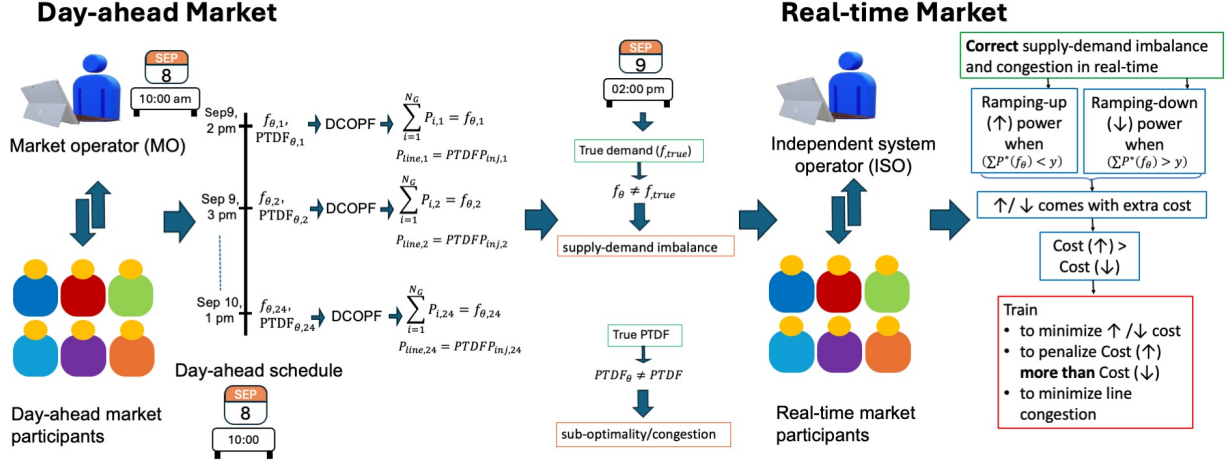 Day-ahead Market
SEP
8
10:00 am
Market operator (MO)
Sep9,
2 pm
f_{θ,1},
PTDF_{θ,1}
DCOPF
\sum_{i=1}^{N_G} P_{i,1} = f_{θ,1}
P_{line,1} = PTDFP_{inj,1}
Sep 9,
3 pm
f_{θ,2},
PTDF_{θ,2}
DCOPF
\sum_{i=1}^{N_G} P_{i,2} = f_{θ,2}
P_{line,2} = PTDFP_{inj,2}
Sep 10,
1 pm
f_{θ,24},
PTDF_{θ,24}
DCOPF
\sum_{i=1}^{N_G} P_{i,24} = f_{θ,24}
P_{line,24} = PTDFP_{inj,24}
Day-ahead schedule
SEP
8
10:00
Day-ahead market
participants
SEP
9
02:00 pm
True demand (f_{,true})
f_θ ≠ f_{,true}
supply-demand imbalance
True PTDF
PTDF_θ ≠ PTDF
sub-optimality/congestion
Real-time Market
Independent system
operator (ISO)
Real-time market
participants
Correct supply-demand imbalance
and congestion in real-time
Ramping-up
(↑) power
when
(∑P*(f_θ) < y)
Ramping-down
(↓) power
when
(∑P*(f_θ) > y)
↑/ ↓ comes with extra cost
Cost (↑) >
Cost (↓)
Train
• to minimize ↑ /↓ cost
• to penalize Cost (↑)
more than Cost (↓)
• to minimize line
congestion